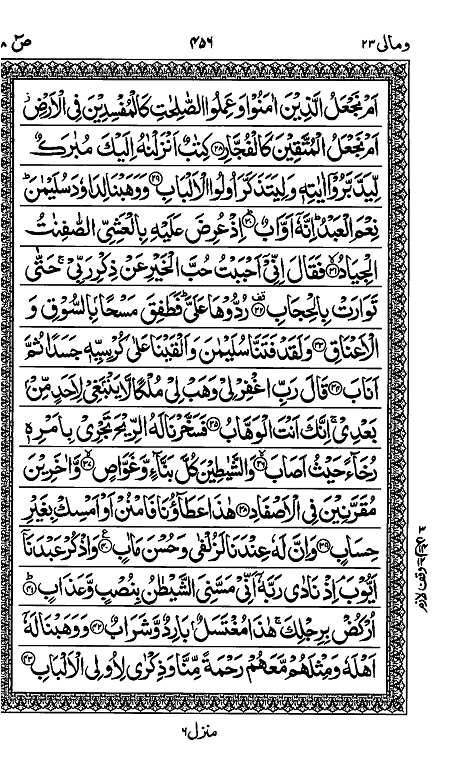 ومالی ۲۳ ۴۵۶ صٓ ۳۸
اَمۡ نَجۡعَلُ الَّذِيۡنَ اٰمَنُوۡا وَعَمِلُوا الصّٰلِحٰتِ كَالۡمُفۡسِدِيۡنَ فِى الۡاَرۡضِ
اَمۡ نَجۡعَلُ الۡمُتَّقِيۡنَ كَالۡفُجَّارِ ﴿۲۸﴾ كِتٰبٌ اَنۡزَلۡنٰهُ اِلَيۡكَ مُبٰرَكٌ
لِّيَدَّبَّرُوۡۤا اٰيٰتِهٖ وَلِيَتَذَكَّرَ اُولُوا الۡاَلۡبَابِ ﴿۲۹﴾ وَوَهَبۡنَا لِدَاوٗدَ سُلَيۡمٰنَؕ
نِعۡمَ الۡعَبۡدُؕ اِنَّهٗۤ اَوَّابٌ ﴿۳۰﴾ اِذۡ عُرِضَ عَلَيۡهِ بِالۡعَشِىِّ الصّٰفِنٰتُ
الۡجِيَادُ ﴿۳۱﴾ فَقَالَ اِنِّىۡۤ اَحۡبَبۡتُ حُبَّ الۡخَيۡرِ عَنۡ ذِكۡرِ رَبِّىۡۚ حَتّٰى
تَوَارَتۡ بِالۡحِجَابِ ﴿۳۲﴾ رُدُّوۡهَا عَلَىَّؕ فَطَفِقَ مَسۡحًۢا بِالسُّوۡقِ وَ
الۡاَعۡنَاقِ ﴿۳۳﴾ وَلَقَدۡ فَتَنَّا سُلَيۡمٰنَ وَاَلۡقَيۡنَا عَلٰى كُرۡسِيِّهٖ جَسَدًا ثُمَّ
اَنَابَ ﴿۳۴﴾ قَالَ رَبِّ اغۡفِرۡ لِىۡ وَهَبۡ لِىۡ مُلۡكًا لَّا يَنۡۢبَغِىۡ لِاَحَدٍ مِّنۡۢ
بَعۡدِىۡۚ اِنَّكَ اَنۡتَ الۡوَهَّابُ ﴿۳۵﴾ فَسَخَّرۡنَا لَهُ الرِّيۡحَ تَجۡرِىۡ بِاَمۡرِهٖ
رُخَآءً حَيۡثُ اَصَابَ ﴿۳۶﴾ وَالشَّيٰطِيۡنَ كُلَّ بَنَّآءٍ وَّغَوَّاصٍ ﴿۳۷﴾ وَّاٰخَرِيۡنَ
مُقَرَّنِيۡنَ فِى الۡاَصۡفَادِ ﴿۳۸﴾ هٰذَا عَطَآؤُنَا فَامۡنُنۡ اَوۡ اَمۡسِكۡ بِغَيۡرِ
حِسَابٍ ﴿۳۹﴾ وَاِنَّ لَهٗ عِنۡدَنَا لَزُلۡفٰى وَحُسۡنَ مَاٰبٍ ﴿۴۰﴾ وَاذۡكُرۡ عَبۡدَنَاۤ
اَيُّوۡبَۘ اِذۡ نَادٰى رَبَّهٗۤ اَنِّىۡ مَسَّنِىَ الشَّيۡطٰنُ بِنُصۡبٍ وَّعَذَابٍؕ ﴿۴۱﴾
اُرۡكُضۡ بِرِجۡلِكَۚ هٰذَا مُغۡتَسَلٌۢ بَارِدٌ وَّشَرَابٌ ﴿۴۲﴾ وَوَهَبۡنَا لَهٗۤ
اَهۡلَهٗ وَمِثۡلَهُمۡ مَّعَهُمۡ رَحۡمَةً مِّنَّا وَذِكۡرٰى لِاُولِى الۡاَلۡبَابِ ﴿۴۳﴾
منزل ۶